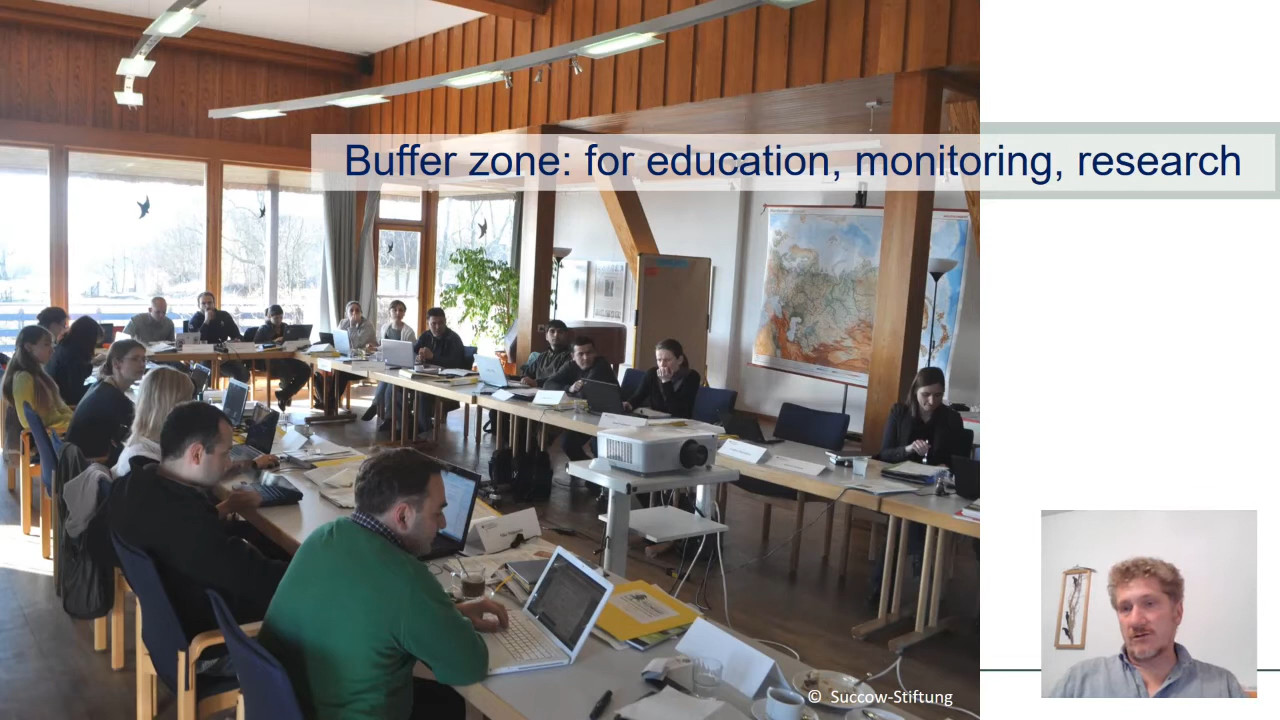 Buffer zone: for education, monitoring, research
© Succow-Stiftung